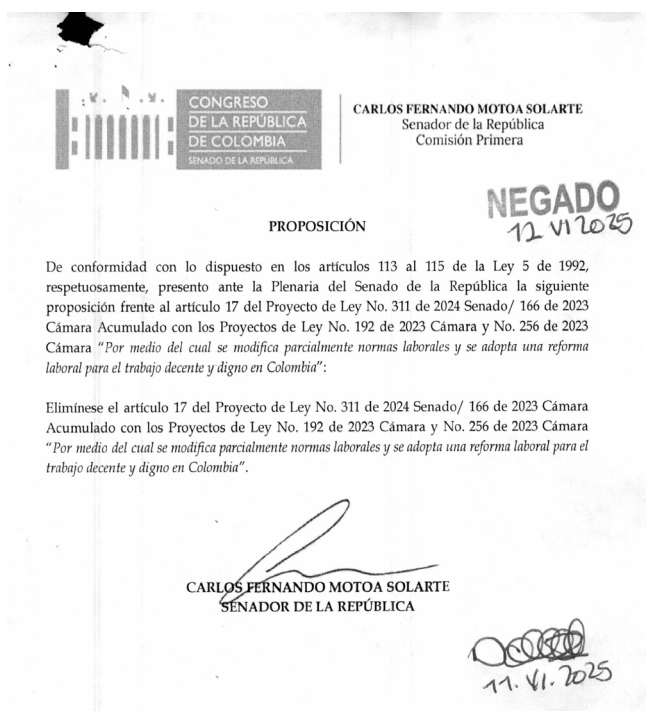 CONGRESO
DE LA REPÚBLICA
DE COLOMBIA
SENADO DE LA REPÚBLICA
CARLOS FERNANDO MOTOA SOLARTE
Senador de la República
Comisión Primera
NEGADO
12 VI 2025
PROPOSICIÓN
De conformidad con lo dispuesto en los artículos 113 al 115 de la Ley 5 de 1992,
respetuosamente, presento ante la Plenaria del Senado de la República la siguiente
proposición frente al artículo 17 del Proyecto de Ley No. 311 de 2024 Senado/ 166 de 2023
Cámara Acumulado con los Proyectos de Ley No. 192 de 2023 Cámara y No. 256 de 2023
Cámara “Por medio del cual se modifica parcialmente normas laborales y se adopta una reforma
laboral para el trabajo decente y digno en Colombia”:
Elimínese el artículo 17 del Proyecto de Ley No. 311 de 2024 Senado/ 166 de 2023 Cámara
Acumulado con los Proyectos de Ley No. 192 de 2023 Cámara y No. 256 de 2023 Cámara
“Por medio del cual se modifica parcialmente normas laborales y se adopta una reforma laboral para el
trabajo decente y digno en Colombia”.
CARLOS FERNANDO MOTOA SOLARTE
SENADOR DE LA REPÚBLICA
11. VI. 2025